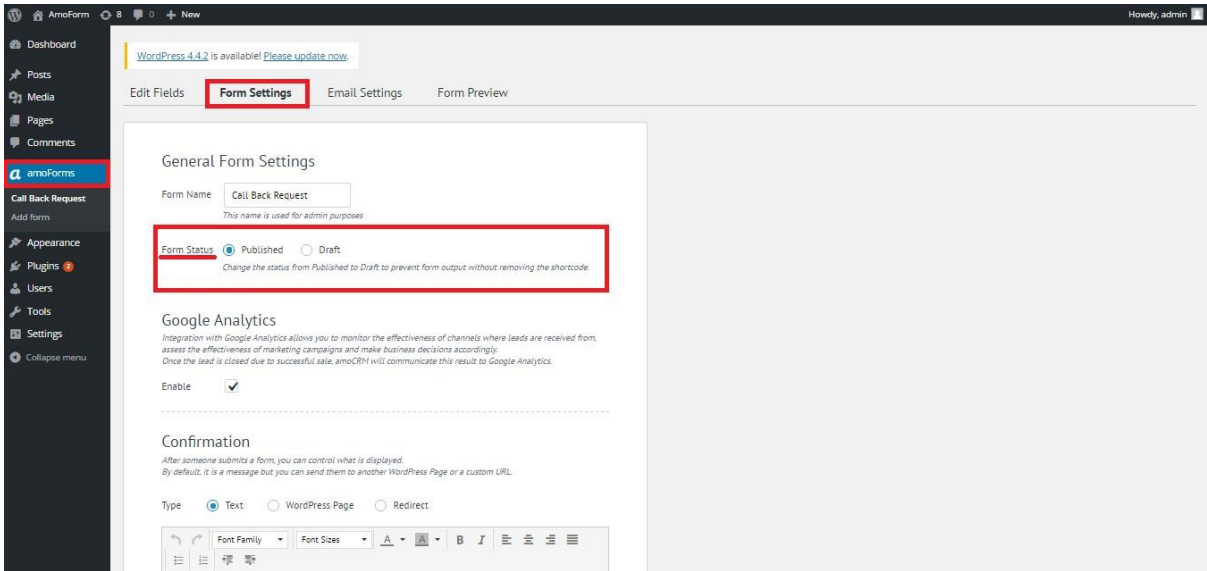 AmoForm 8 0 + New Howdy, admin
Dashboard
Posts
Media
Pages
Comments
amoForms
Call Back Request
Add form
Appearance
Plugins 2
Users
Tools
Settings
Collapse menu
WordPress 4.4.2 is available! Please update now.
Edit Fields Form Settings Email Settings Form Preview
General Form Settings
Form Name Call Back Request
This name is used for admin purposes
Form Status Published Draft
Change the status from Published to Draft to prevent form output without removing the shortcode.
Google Analytics
Integration with Google Analytics allows you to monitor the effectiveness of channels where leads are received from,
assess the effectiveness of marketing campaigns and make business decisions accordingly.
Once the lead is closed due to successful sale, amoCRM will communicate this result to Google Analytics.
Enable
Confirmation
After someone submits a form, you can control what is displayed.
By default, it is a message but you can send them to another WordPress Page or a custom URL.
Type Text WordPress Page Redirect
Font Family Font Sizes A A B I